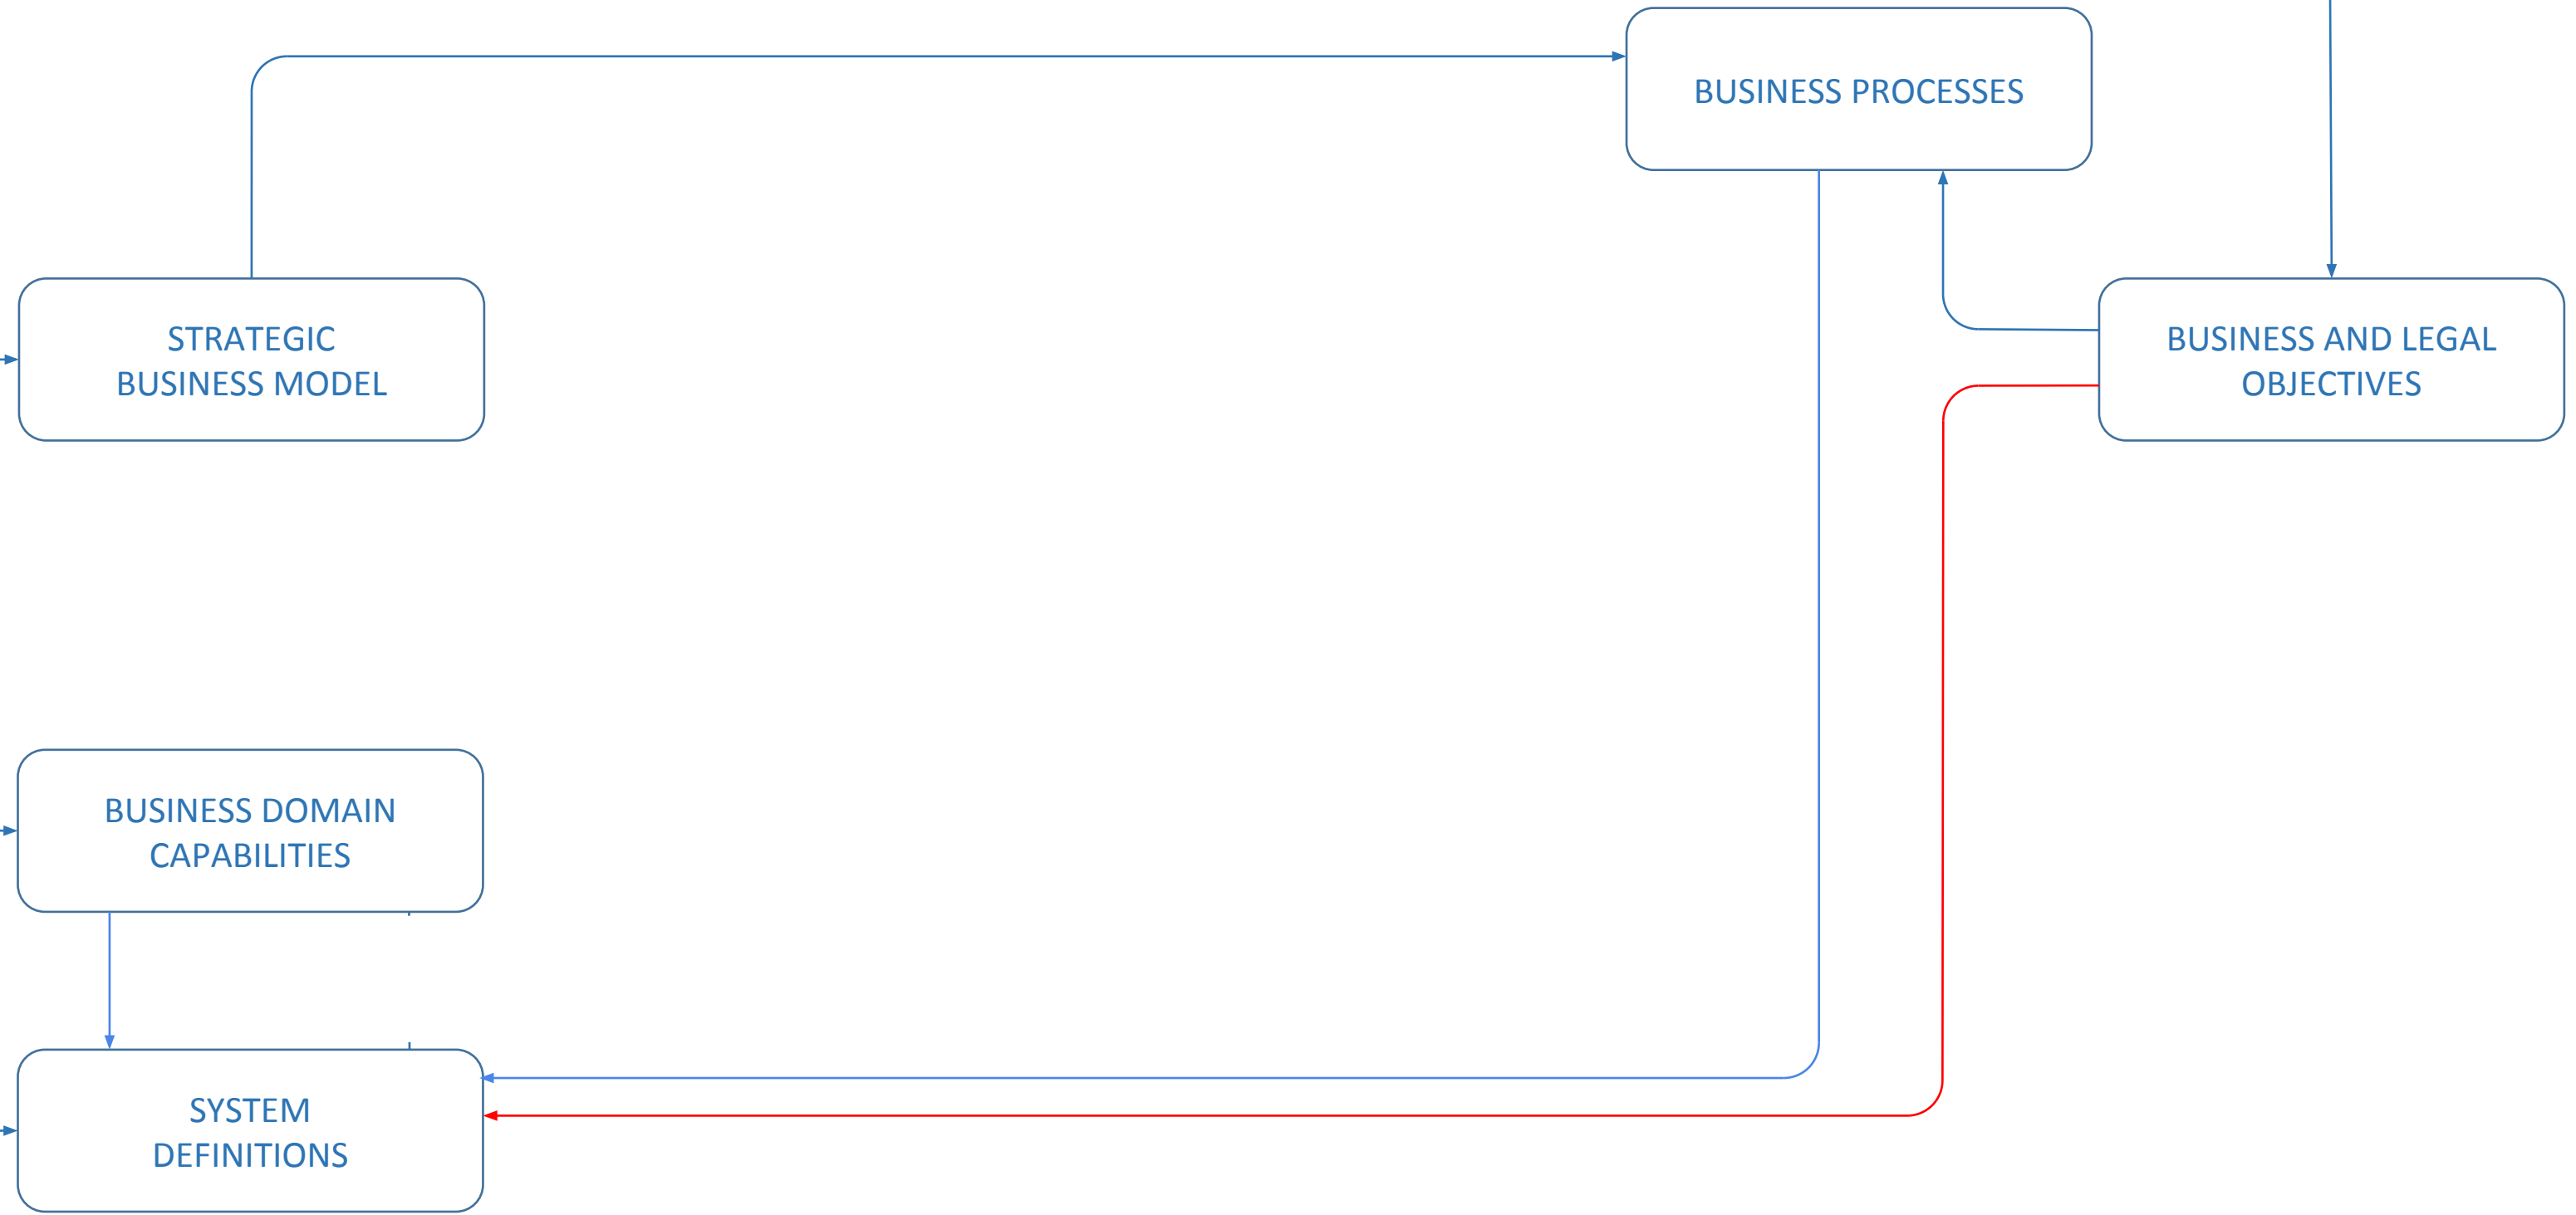 BUSINESS PROCESSES
STRATEGIC
BUSINESS MODEL
BUSINESS AND LEGAL
OBJECTIVES
BUSINESS DOMAIN
CAPABILITIES
SYSTEM
DEFINITIONS